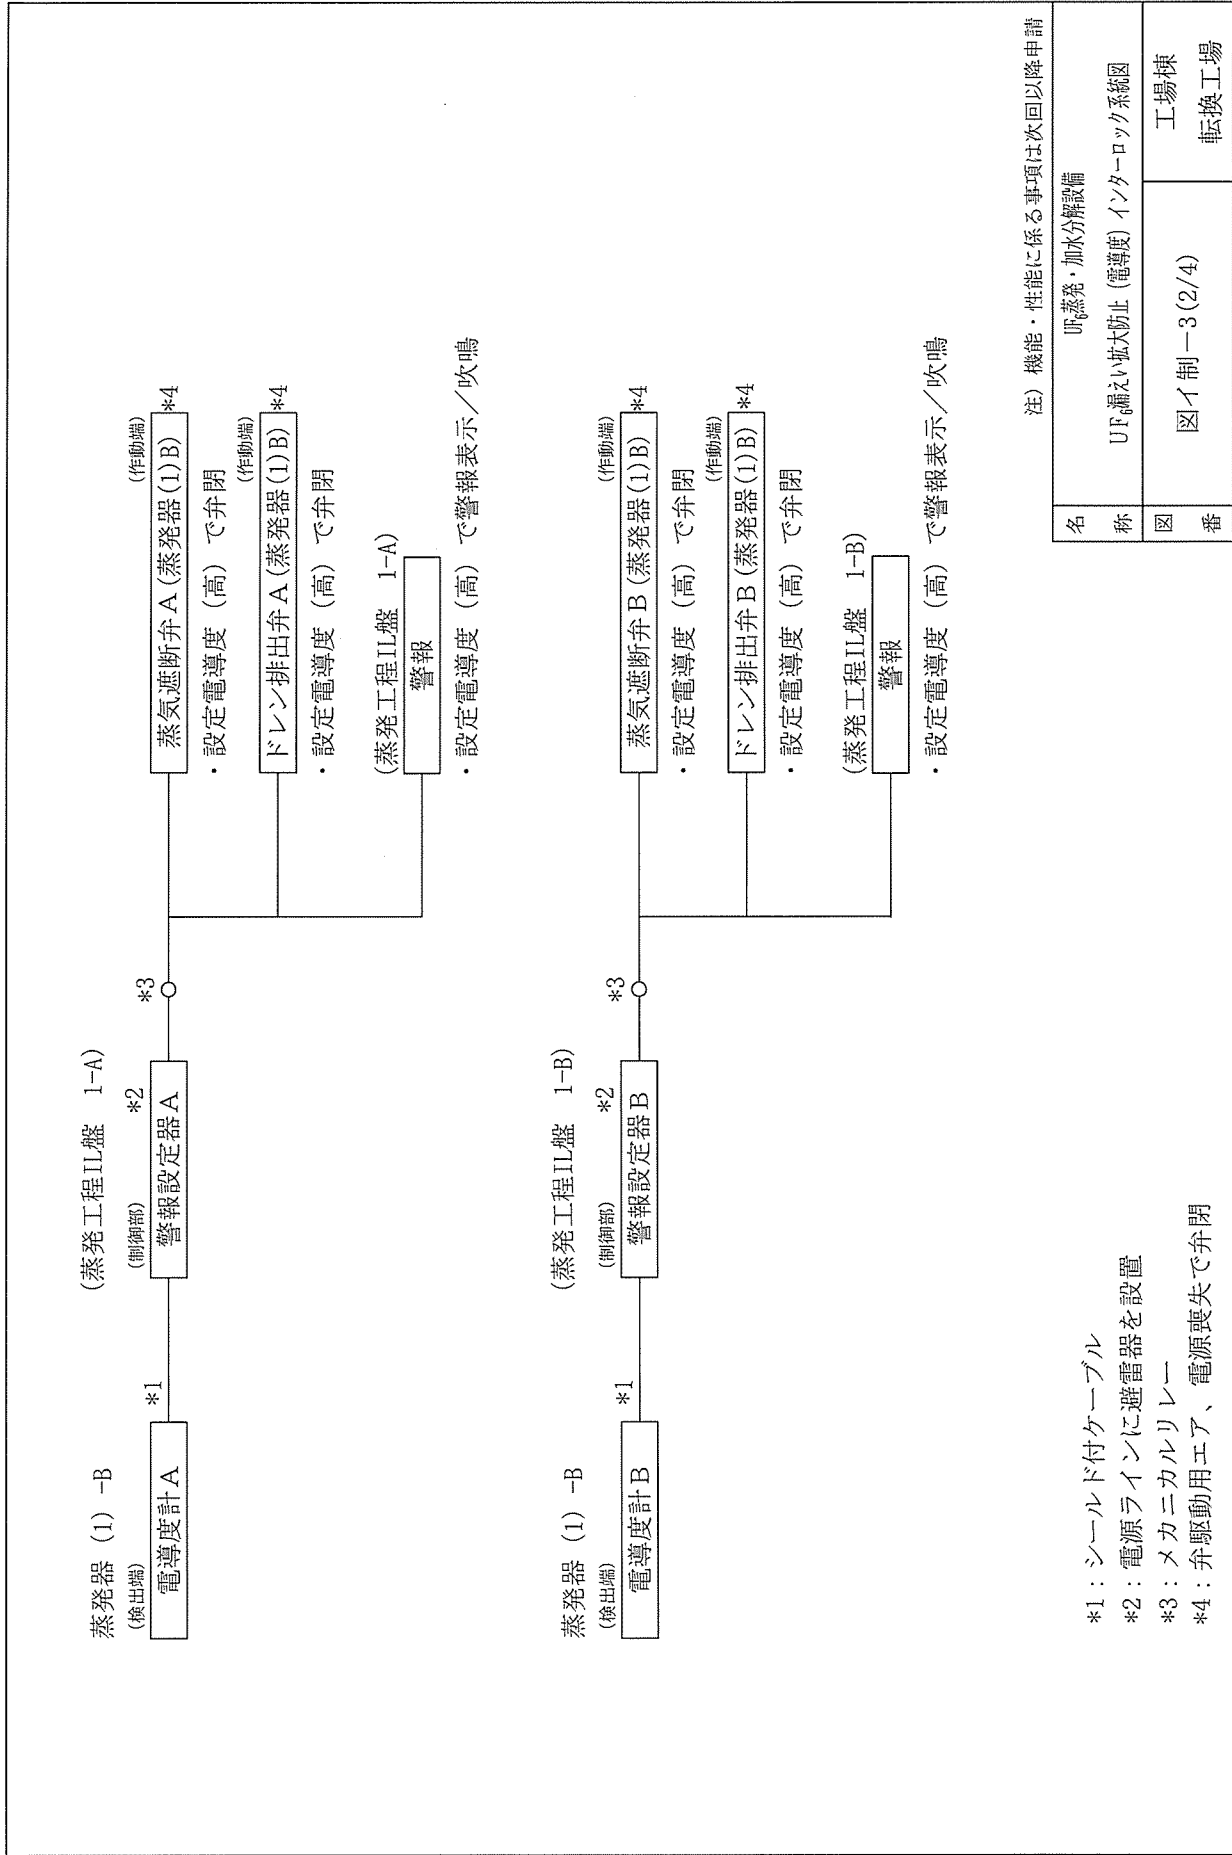 蒸発器 (1) -B
(検出端)
電導度計A
*1
(蒸発工程IL盤 1-A)
(制御部)
*2
警報設定器A
*3
(作動端)
蒸気遮断弁A(蒸発器(1)B)
*4
・設定電導度（高）で弁閉
(作動端)
ドレン排出弁A(蒸発器(1)B)
*4
・設定電導度（高）で弁閉
(蒸発工程IL盤 1-A)
警報
・設定電導度（高）で警報表示／吹鳴
蒸発器 (1) -B
(検出端)
電導度計B
*1
(蒸発工程IL盤 1-B)
(制御部)
*2
警報設定器B
*3
(作動端)
蒸気遮断弁B(蒸発器(1)B)
*4
・設定電導度（高）で弁閉
(作動端)
ドレン排出弁B(蒸発器(1)B)
*4
・設定電導度（高）で弁閉
(蒸発工程IL盤 1-B)
警報
・設定電導度（高）で警報表示／吹鳴
*1：シールド付ケーブル
*2：電源ラインに避雷器を設置
*3：メカニカルリレー
*4：弁駆動用エア、電源喪失で弁閉
注）機能・性能に係る事項は次回以降申請
名称
UF₆蒸発・加水分解設備
UF₆漏えい拡大防止（電導度）インターロック系統図
図番
図イ制－3(2/4)
工場棟
転換工場